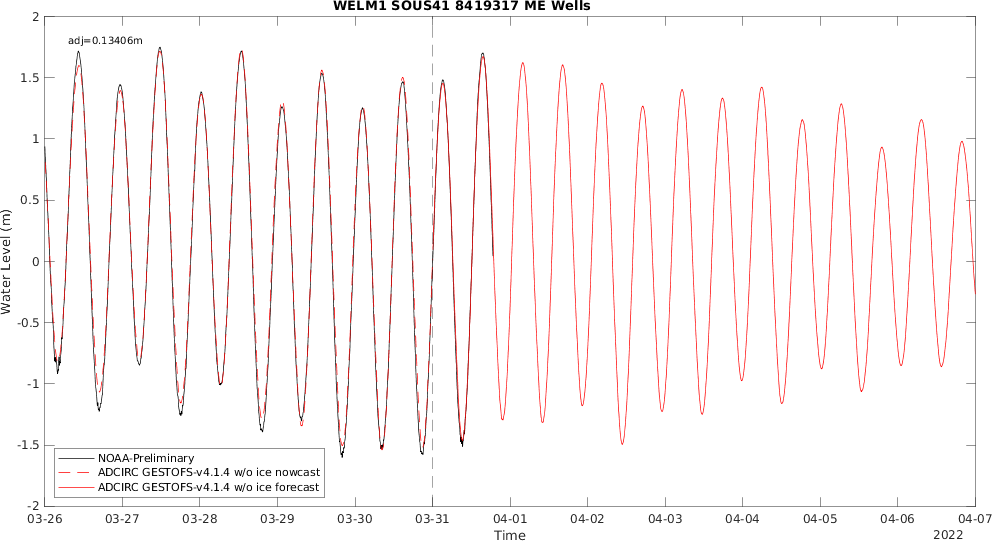 WELM1 SOUS41 8419317 ME Wells
adj=0.13406m
2
1.5
1
0.5
0
-0.5
-1
-1.5
-2
Water Level (m)
NOAA-Preliminary
ADCIRC GESTOFS-v4.1.4 w/o ice nowcast
ADCIRC GESTOFS-v4.1.4 w/o ice forecast
03-26 03-27 03-28 03-29 03-30 03-31 04-01 04-02 04-03 04-04 04-05 04-06 04-07
Time
2022